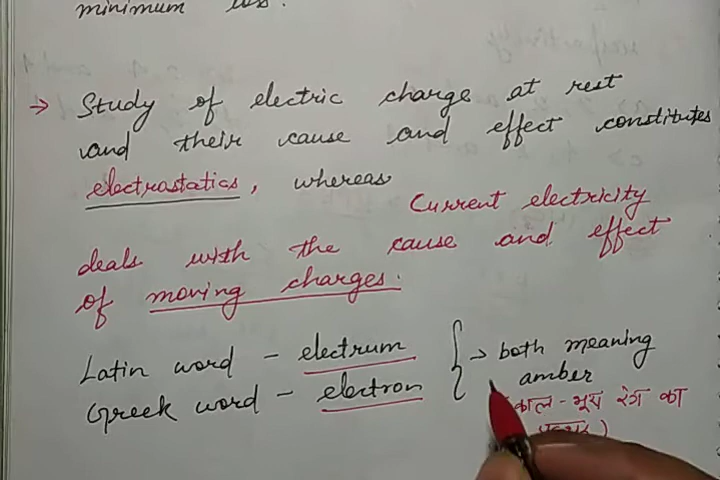 minimum
→ Study of electric charge at rest
and their cause and effect constitutes
electrostatics, whereas
Current electricity
deals with the cause and effect
of moving charges.
Latin word - electrum } → both meaning
Greek word - electron amber
लाल - भूरा रंग का